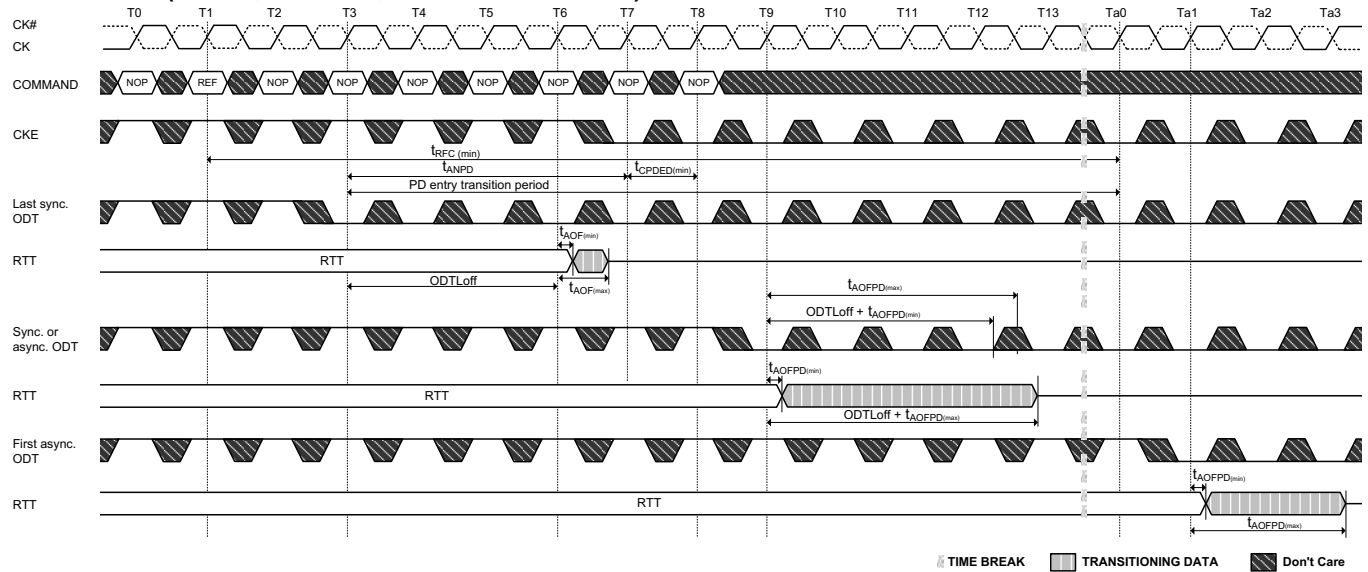 T0 T1 T2 T3 T4 T5 T6 T7 T8 T9 T10 T11 T12 T13 Ta0 Ta1 Ta2 Ta3
CK#
CK
COMMAND NOP REF NOP NOP NOP NOP NOP NOP NOP
CKE
tRFC (min)
tANPD tCPDED(min)
PD entry transition period
Last sync.
ODT
tAOF(min)
RTT RTT
ODTLoff tAOF(max)
tAOFPD(max)
ODTLoff + tAOFPD(min)
Sync. or
async. ODT
tAOFPD(min)
RTT RTT
ODTLoff + tAOFPD(max)
First async.
ODT
tAOFPD(min)
RTT RTT
tAOFPD(max)
TIME BREAK TRANSITIONING DATA Don't Care